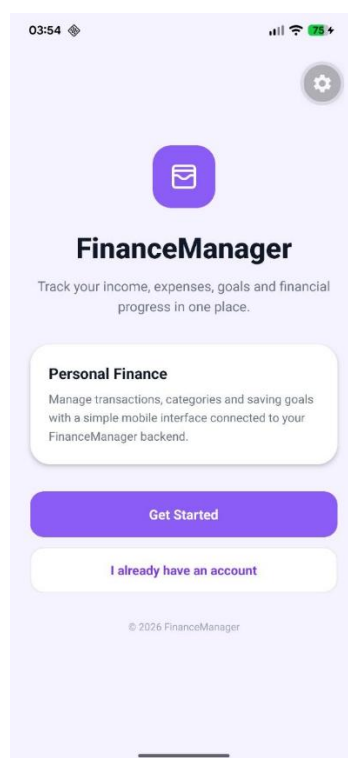 03:54
75
FinanceManager
Track your income, expenses, goals and financial
progress in one place.
Personal Finance
Manage transactions, categories and saving goals
with a simple mobile interface connected to your
FinanceManager backend.
Get Started
I already have an account
© 2026 FinanceManager